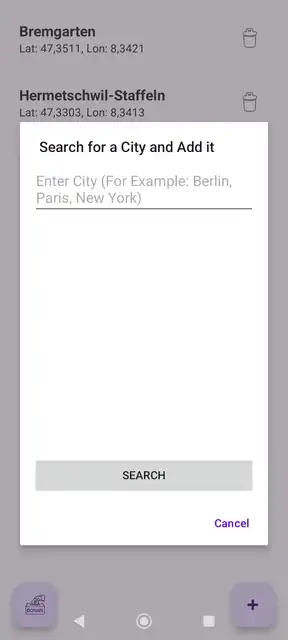 Bremgarten
Lat: 47,3511, Lon: 8,3421
Hermetschwil-Staffeln
Lat: 47,3303, Lon: 8,3413
Search for a City and Add it
Enter City (For Example: Berlin,
Paris, New York)
SEARCH
Cancel
DONATE
+